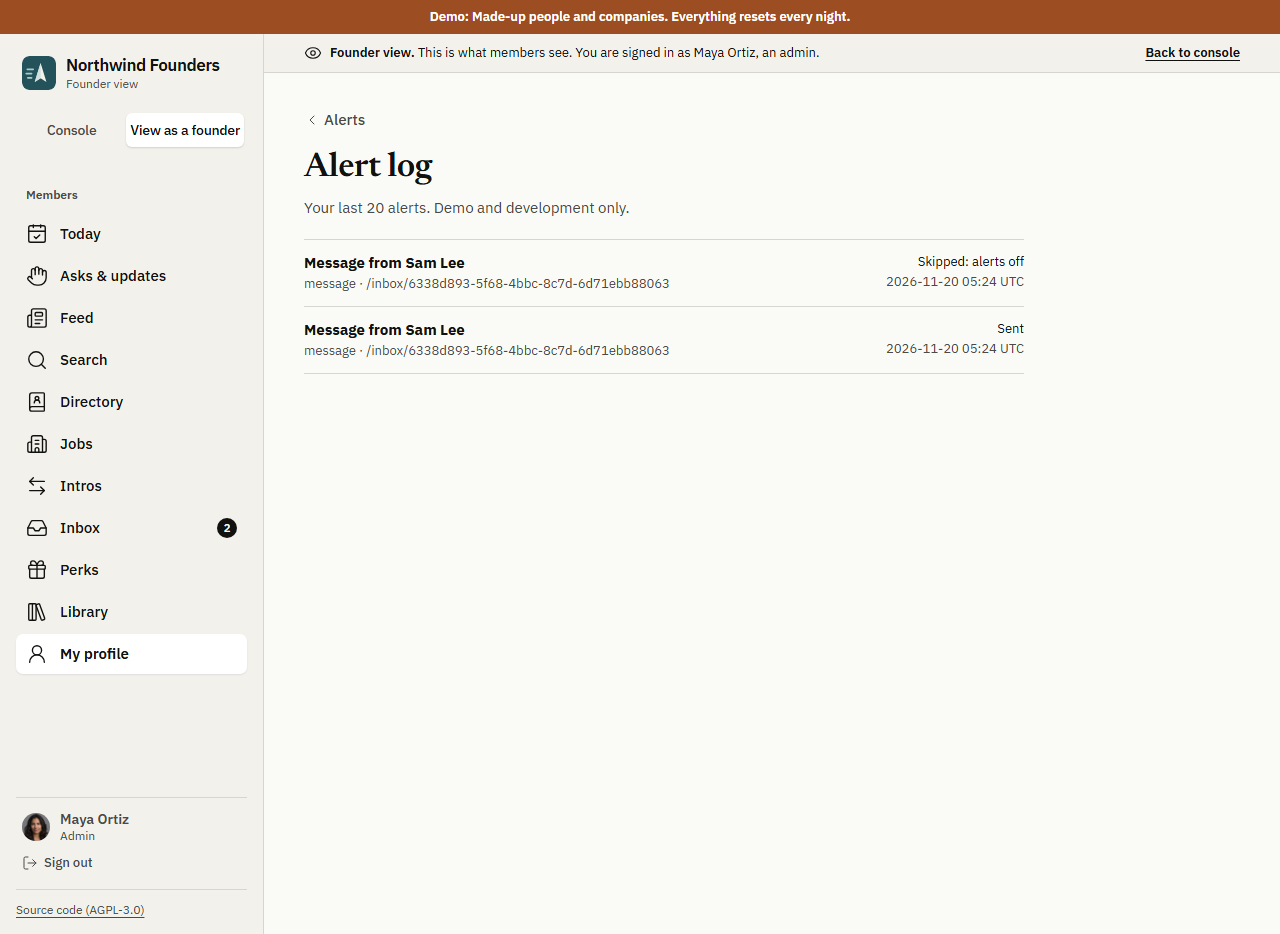 Demo: Made-up people and companies. Everything resets every night.
Northwind Founders
Founder view
Console
View as a founder
Members
Today
Asks & updates
Feed
Search
Directory
Jobs
Intros
Inbox
2
Perks
Library
My profile
Maya Ortiz
Admin
Sign out
Source code (AGPL-3.0)
Founder view. This is what members see. You are signed in as Maya Ortiz, an admin.
Back to console
Alerts
Alert log
Your last 20 alerts. Demo and development only.
Message from Sam Lee
Skipped: alerts off
message · /inbox/6338d893-5f68-4bbc-8c7d-6d71ebb88063
2026-11-20 05:24 UTC
Message from Sam Lee
Sent
message · /inbox/6338d893-5f68-4bbc-8c7d-6d71ebb88063
2026-11-20 05:24 UTC